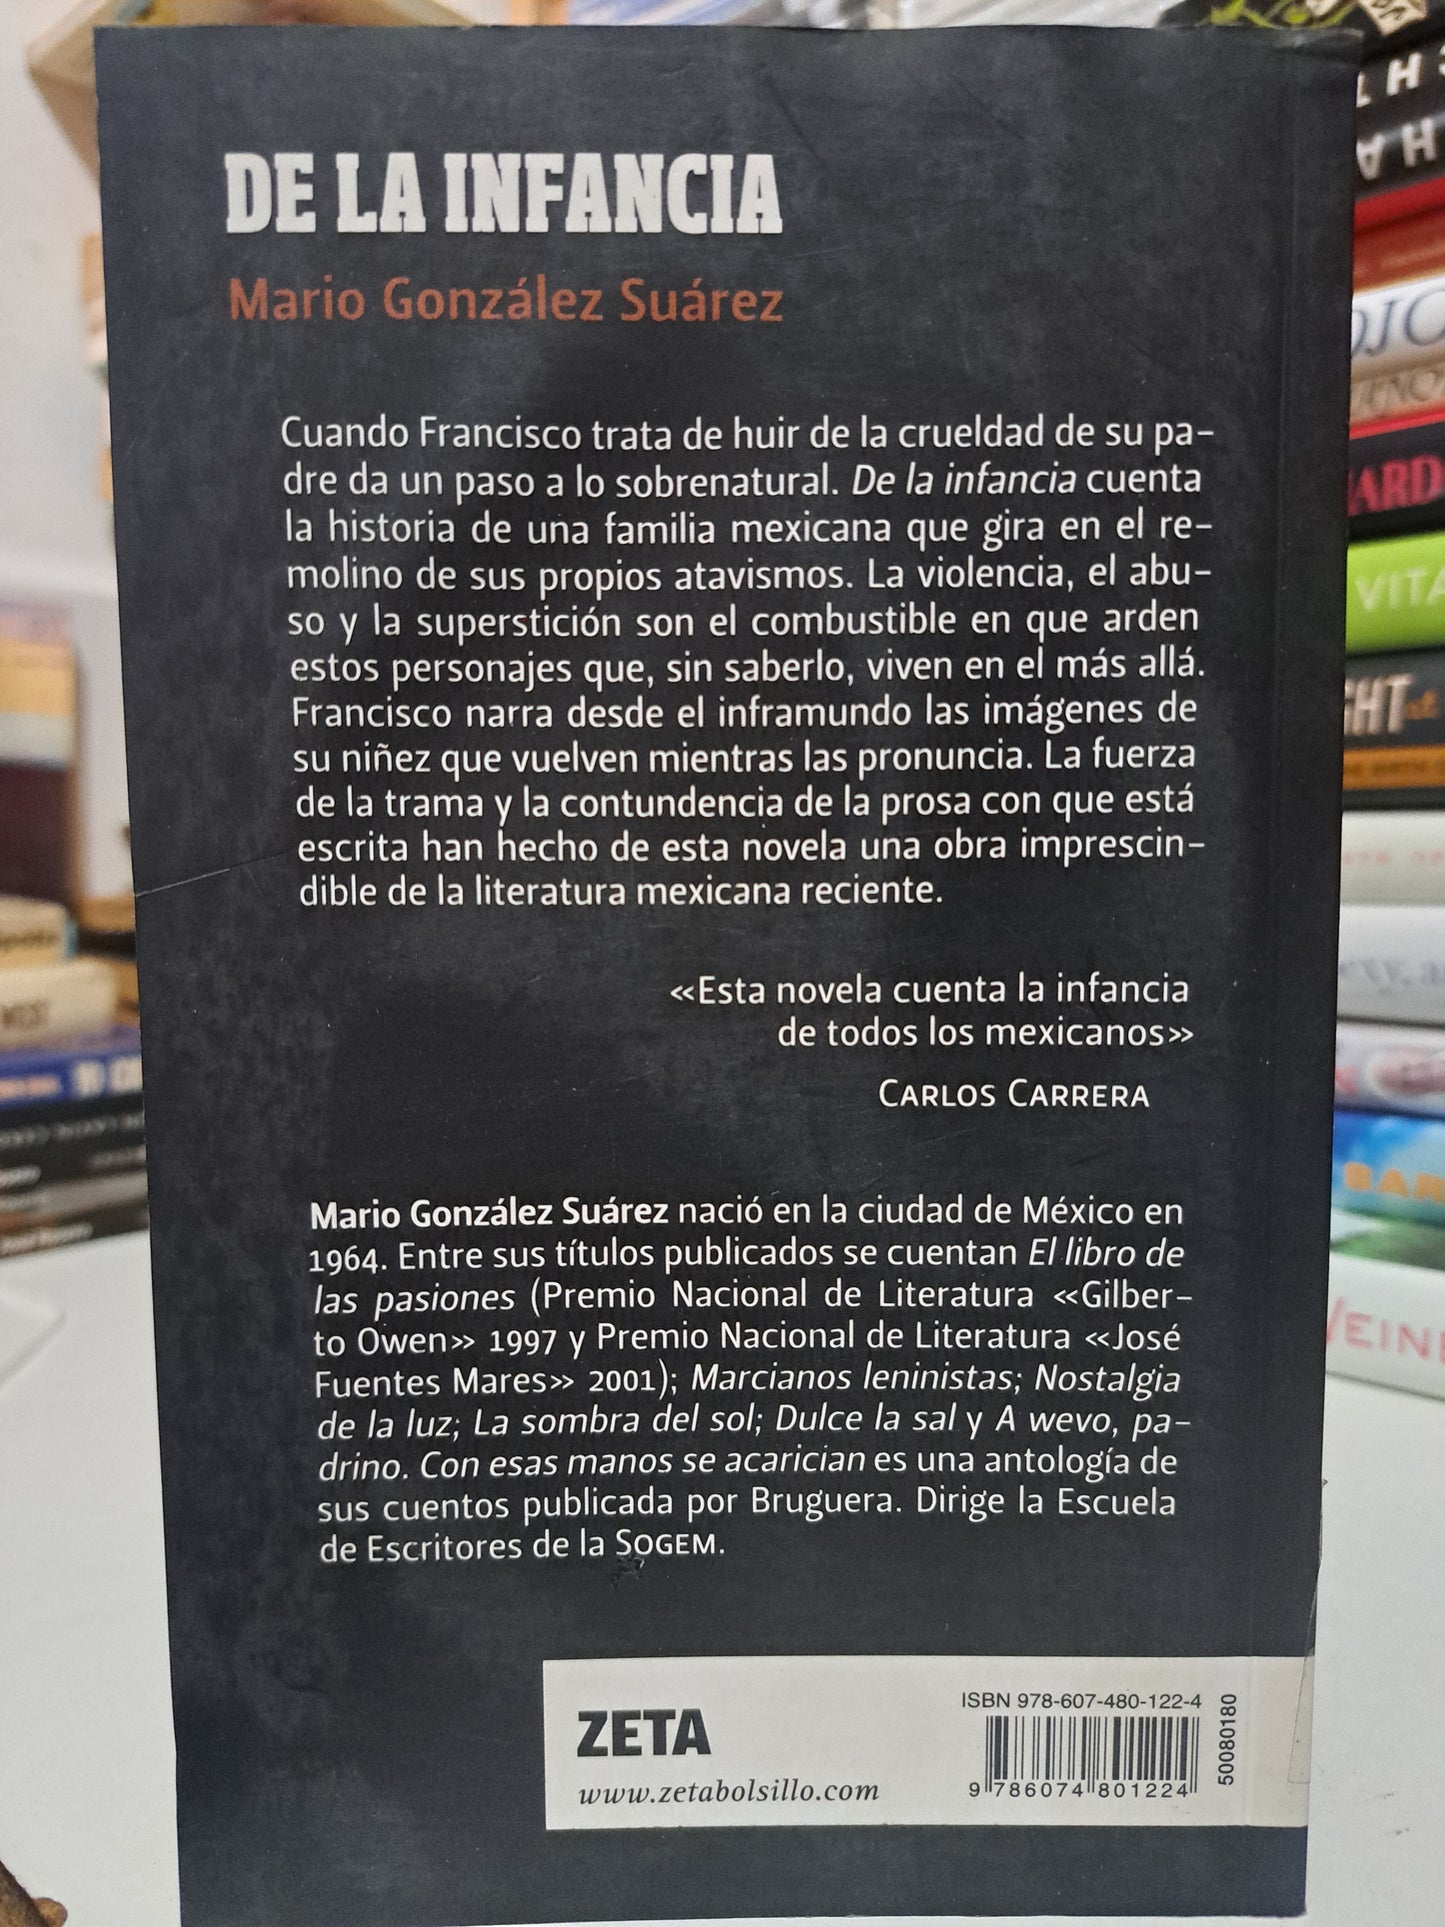 DE LA INFANCIA
Mario González Suárez
Cuando Francisco trata de huir de la crueldad de su pa-
dre da un paso a lo sobrenatural. De la infancia cuenta
la historia de una familia mexicana que gira en el re-
molino de sus propios atavismos. La violencia, el abu-
so y la superstición son el combustible en que arden
estos personajes que, sin saberlo, viven en el más allá.
Francisco narra desde el inframundo las imágenes de
su niñez que vuelven mientras las pronuncia. La fuerza
de la trama y la contundencia de la prosa con que está
escrita han hecho de esta novela una obra imprescin-
dible de la literatura mexicana reciente.
«Esta novela cuenta la infancia
de todos los mexicanos»
CARLOS CARRERA
Mario González Suárez nació en la ciudad de México en
1964. Entre sus títulos publicados se cuentan El libro de
las pasiones (Premio Nacional de Literatura «Gilber-
to Owen» 1997 y Premio Nacional de Literatura «José
Fuentes Mares» 2001); Marcianos leninistas; Nostalgia
de la luz; La sombra del sol; Dulce la sal y A wevo, pa-
drino. Con esas manos se acarician es una antología de
sus cuentos publicada por Bruguera. Dirige la Escuela
de Escritores de la SOGEM.
ZETA
www.zetabolsillo.com
ISBN 978-607-480-122-4
9 786074 801224
50080180
VITA